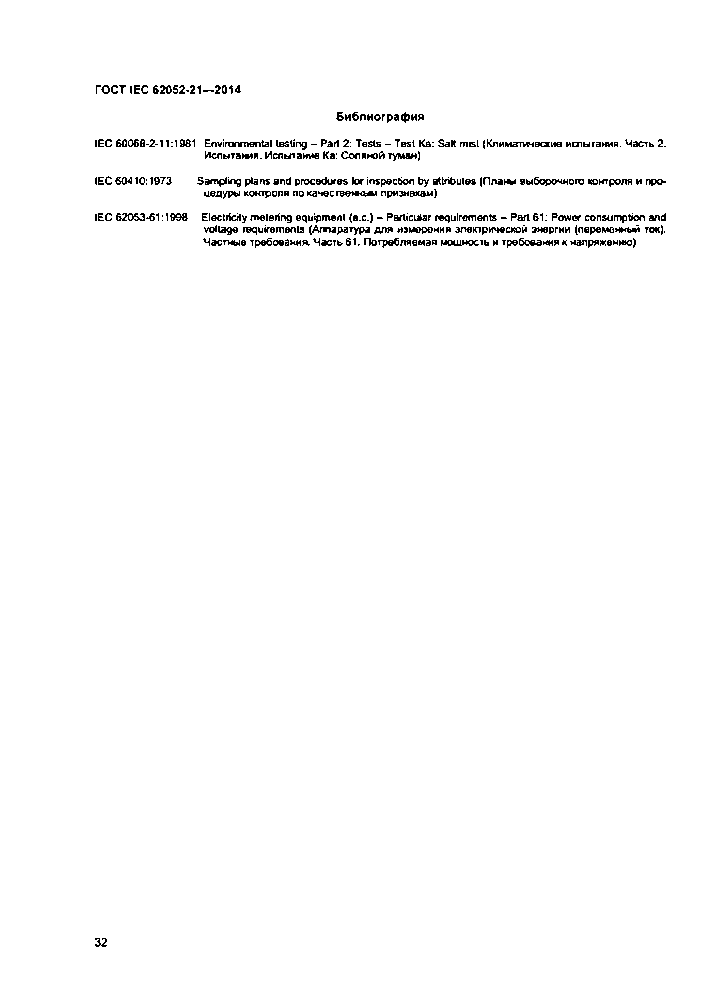 ГОСТ IEC 62052-21—2014
Библиография
IEC 60068-2-11:1981 Environmental testing – Part 2: Tests – Test Ka: Salt mist (Климатические испытания. Часть 2.
Испытания. Испытание Ка: Соляной туман)
IEC 60410:1973 Sampling plans and procedures for inspection by attributes (Планы выборочного контроля и про-
цедуры контроля по качественным признакам)
IEC 62053-61:1998 Electricity metering equipment (a.c.) – Particular requirements – Part 61: Power consumption and
voltage requirements (Аппаратура для измерения электрической энергии (переменный ток).
Частные требования. Часть 61. Потребляемая мощность и требования к напряжению)
32